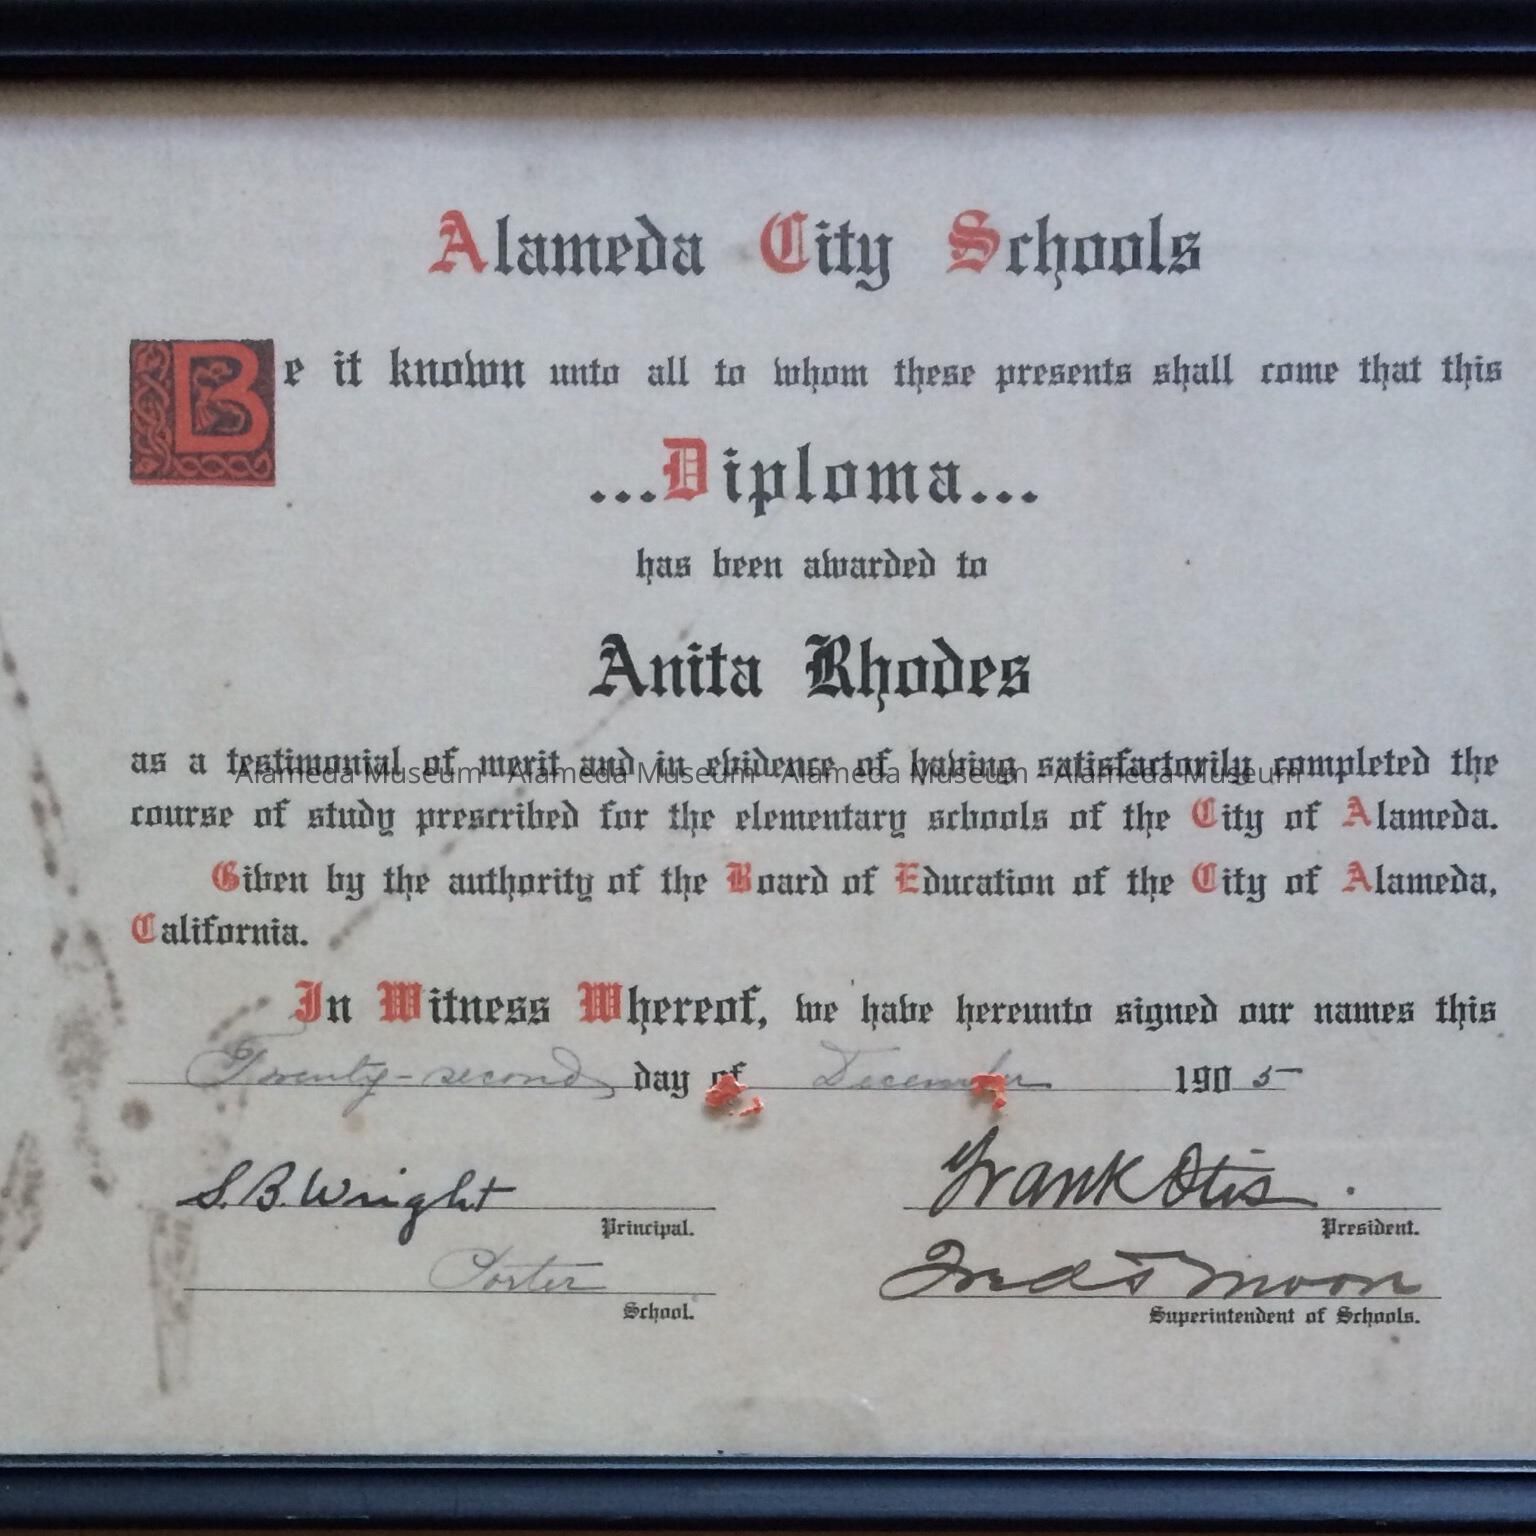 Alameda City Schools
Be it known unto all to whom these presents shall come that this
...Diploma...
has been awarded to
Anita Rhodes
as a testimonial of merit and in evidence of having satisfactorily completed the
Alameda Museum Alameda Museum Alameda Museum Alameda Museum
course of study prescribed for the elementary schools of the City of Alameda.
Given by the authority of the Board of Education of the City of Alameda,
California.
In Witness Whereof, we have hereunto signed our names this
Twenty-second day of December 1905
S. B. Wright Frank Otis.
Principal. President.
Porter Fred T Moon
School. Superintendent of Schools.